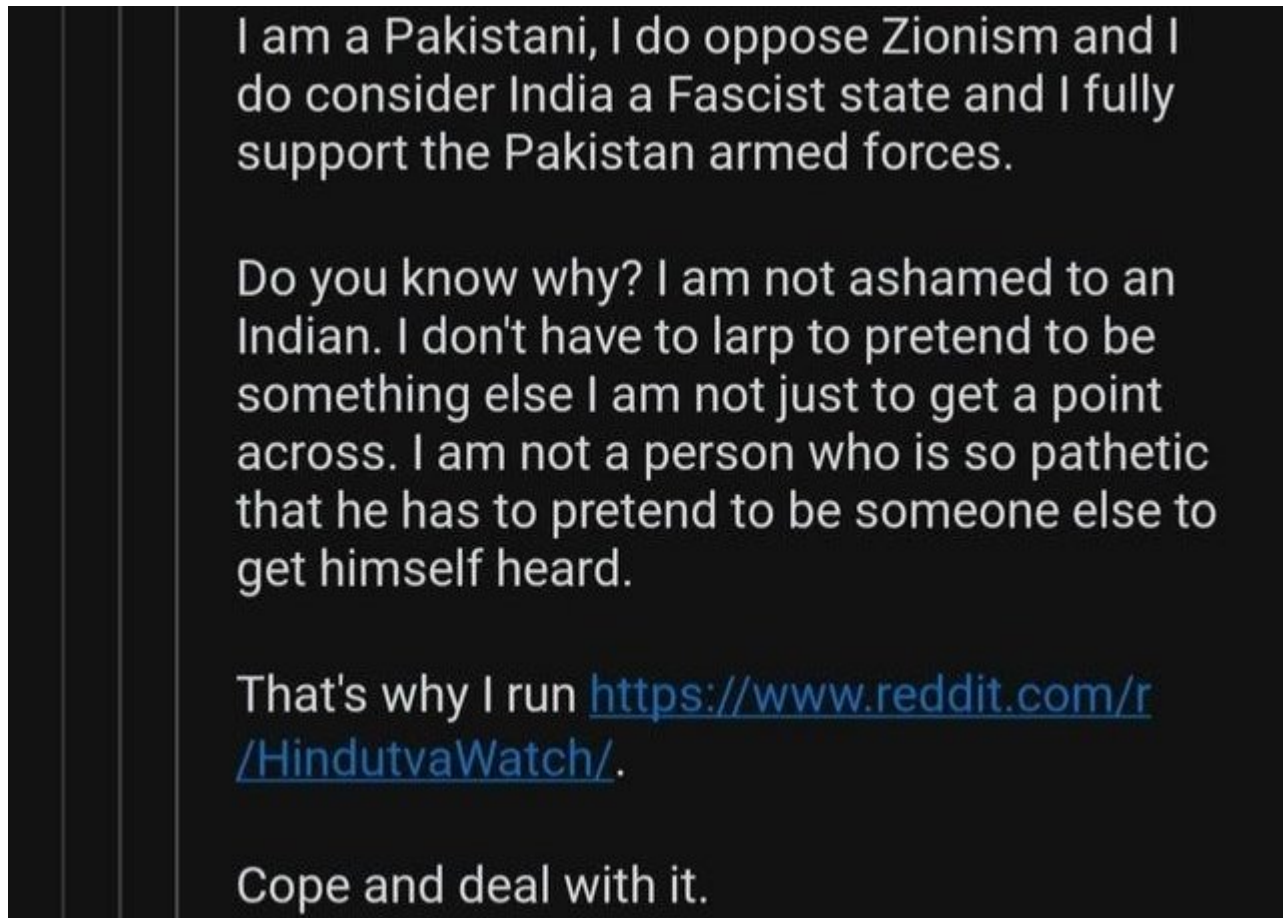 I am a Pakistani, I do oppose Zionism and I
do consider India a Fascist state and I fully
support the Pakistan armed forces.
Do you know why? I am not ashamed to an
Indian. I don't have to larp to pretend to be
something else I am not just to get a point
across. I am not a person who is so pathetic
that he has to pretend to be someone else to
get himself heard.
That's why I run https://www.reddit.com/r
/HindutvaWatch/.
Cope and deal with it.